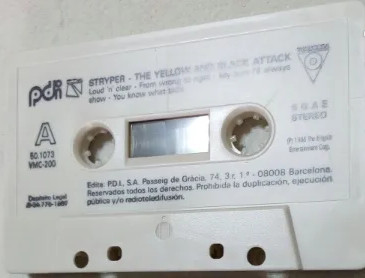 pdi
STRYPER - THE YELLOW AND BLACK ATTACK
Loud 'n' clear - From wrong to right - My love I'll always
show - You know what to do
A
50.1073
VMC-200
S G A E
STEREO
Edita: P.D.I., S.A. Passeig de Gràcia, 74, 3.r, 1.ª - 08008 Barcelona.
Reservados todos los derechos. Prohibida la duplicación, ejecución
pública y/o radioteledifusión.
Depósito Legal